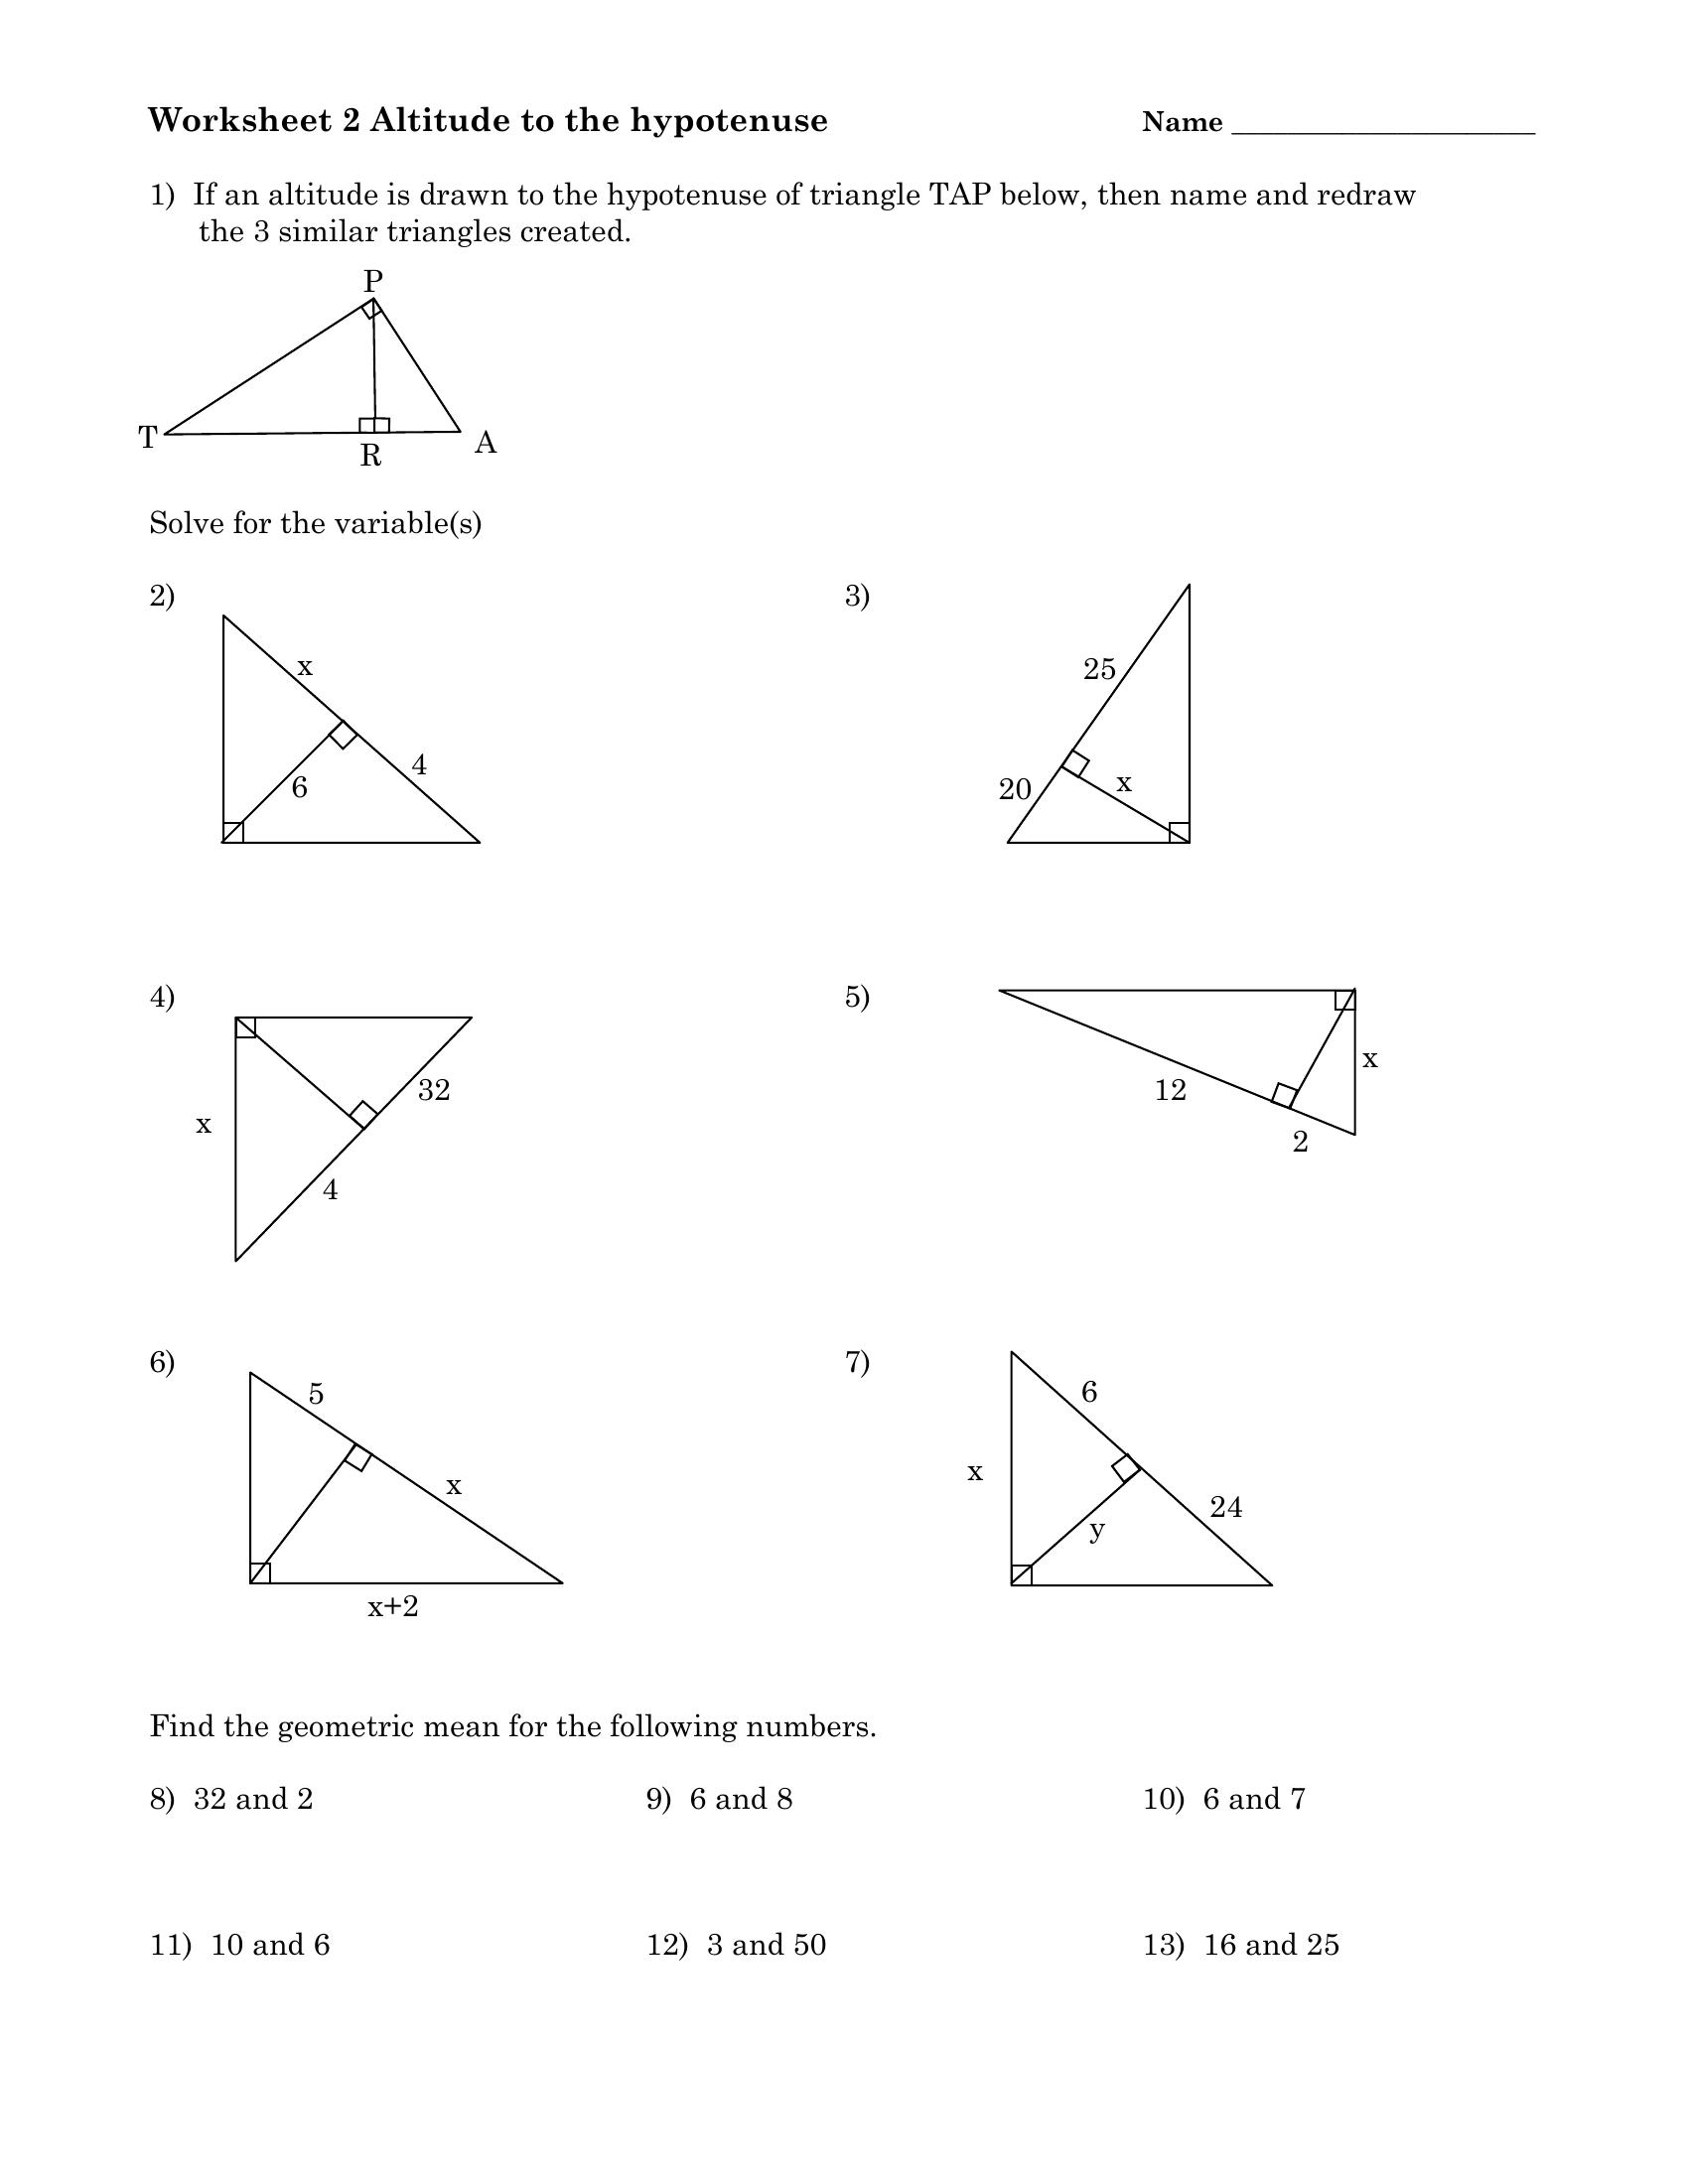 Worksheet 2 Altitude to the hypotenuse Name ____________________
1) If an altitude is drawn to the hypotenuse of triangle TAP below, then name and redraw
the 3 similar triangles created.
P
T
R
A
Solve for the variable(s)
2)
x
4
6
3)
25
20
x
4)
32
x
4
5)
x
12
2
6)
5
x
x+2
7)
6
x
24
y
Find the geometric mean for the following numbers.
8) 32 and 2 9) 6 and 8 10) 6 and 7
11) 10 and 6 12) 3 and 50 13) 16 and 25